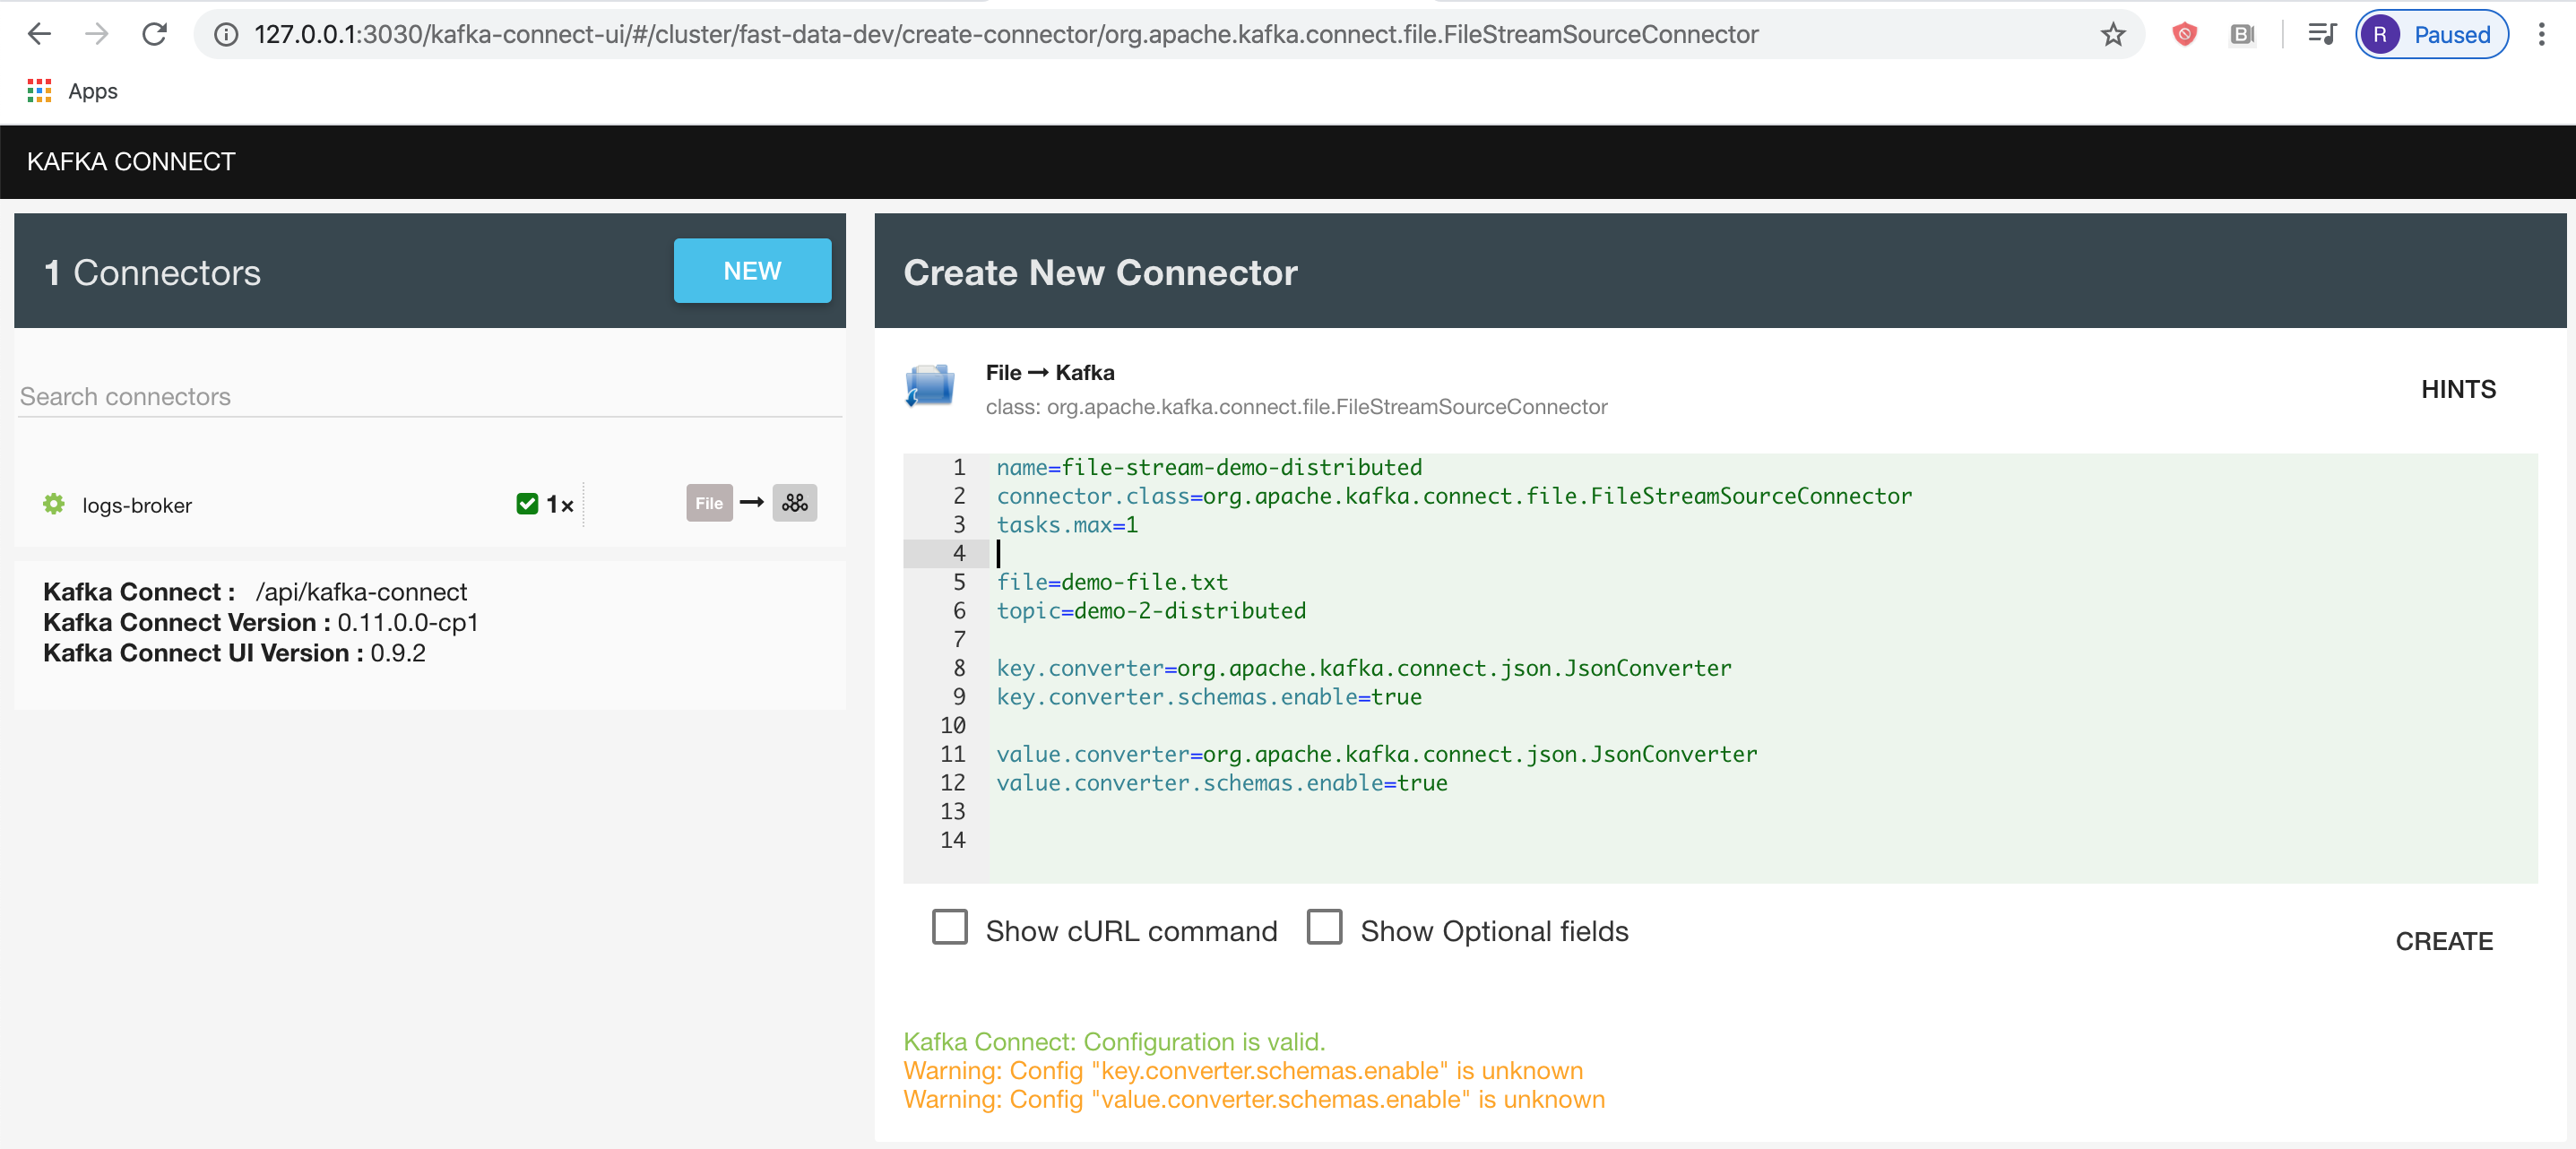 127.0.0.1:3030/kafka-connect-ui/#/cluster/fast-data-dev/create-connector/org.apache.kafka.connect.file.FileStreamSourceConnector
B
R
Paused
Apps
KAFKA CONNECT
1 Connectors
NEW
Search connectors
logs-broker
1×
File
Kafka Connect : /api/kafka-connect
Kafka Connect Version : 0.11.0.0-cp1
Kafka Connect UI Version : 0.9.2
Create New Connector
File → Kafka
class: org.apache.kafka.connect.file.FileStreamSourceConnector
HINTS
1 name=file-stream-demo-distributed
2 connector.class=org.apache.kafka.connect.file.FileStreamSourceConnector
3 tasks.max=1
4
5 file=demo-file.txt
6 topic=demo-2-distributed
7
8 key.converter=org.apache.kafka.connect.json.JsonConverter
9 key.converter.schemas.enable=true
10
11 value.converter=org.apache.kafka.connect.json.JsonConverter
12 value.converter.schemas.enable=true
13
14
Show cURL command
Show Optional fields
CREATE
Kafka Connect: Configuration is valid.
Warning: Config "key.converter.schemas.enable" is unknown
Warning: Config "value.converter.schemas.enable" is unknown